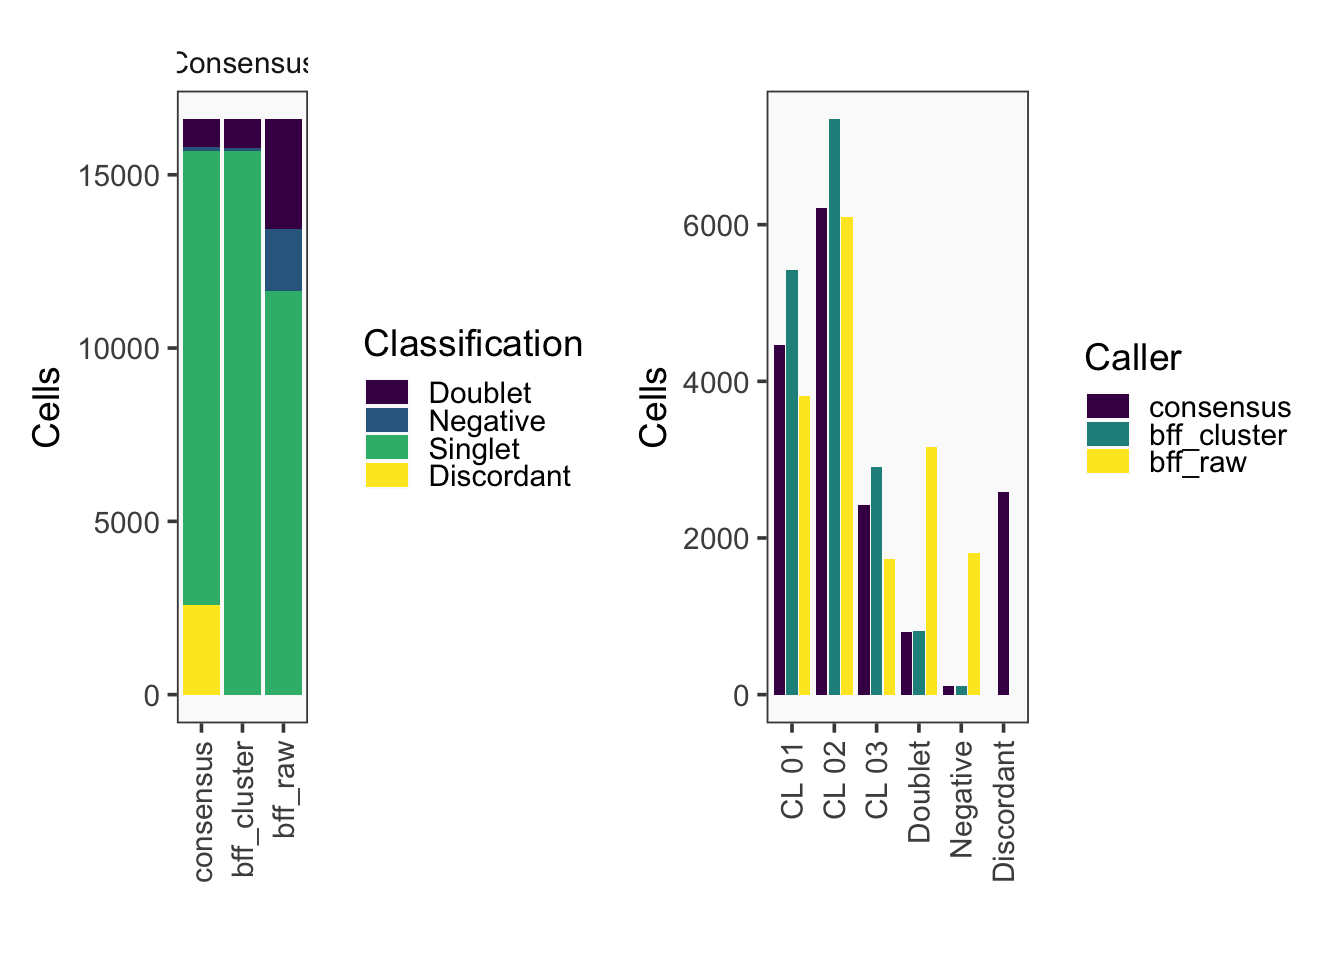 Consensus
Cells
15000
10000
5000
0
consensus
bff_cluster
bff_raw
Classification
Doublet
Negative
Singlet
Discordant
Cells
6000
4000
2000
0
CL 01
CL 02
CL 03
Doublet
Negative
Discordant
Caller
consensus
bff_cluster
bff_raw